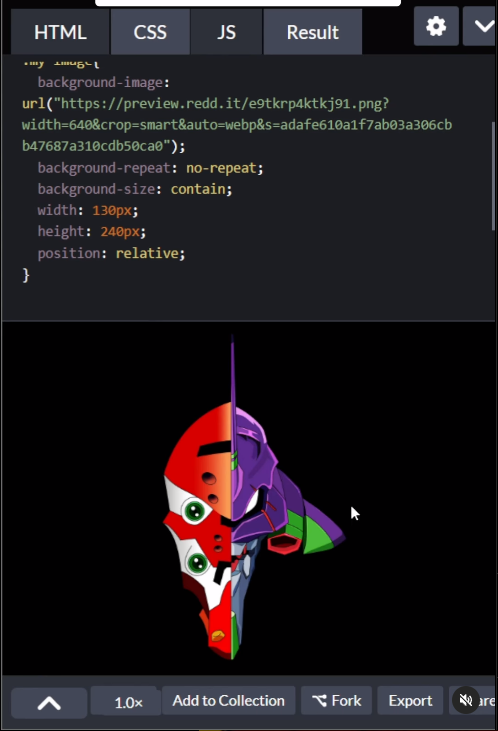 HTML CSS JS Result
.my-image{
background-image:
url("https://preview.redd.it/e9tkrp4ktkj91.png?
width=640&crop=smart&auto=webp&s=adafe610a1f7ab03a306cb
b47687a310cdb50ca0");
background-repeat: no-repeat;
background-size: contain;
width: 130px;
height: 240px;
position: relative;
}
1.0× Add to Collection Fork Export are